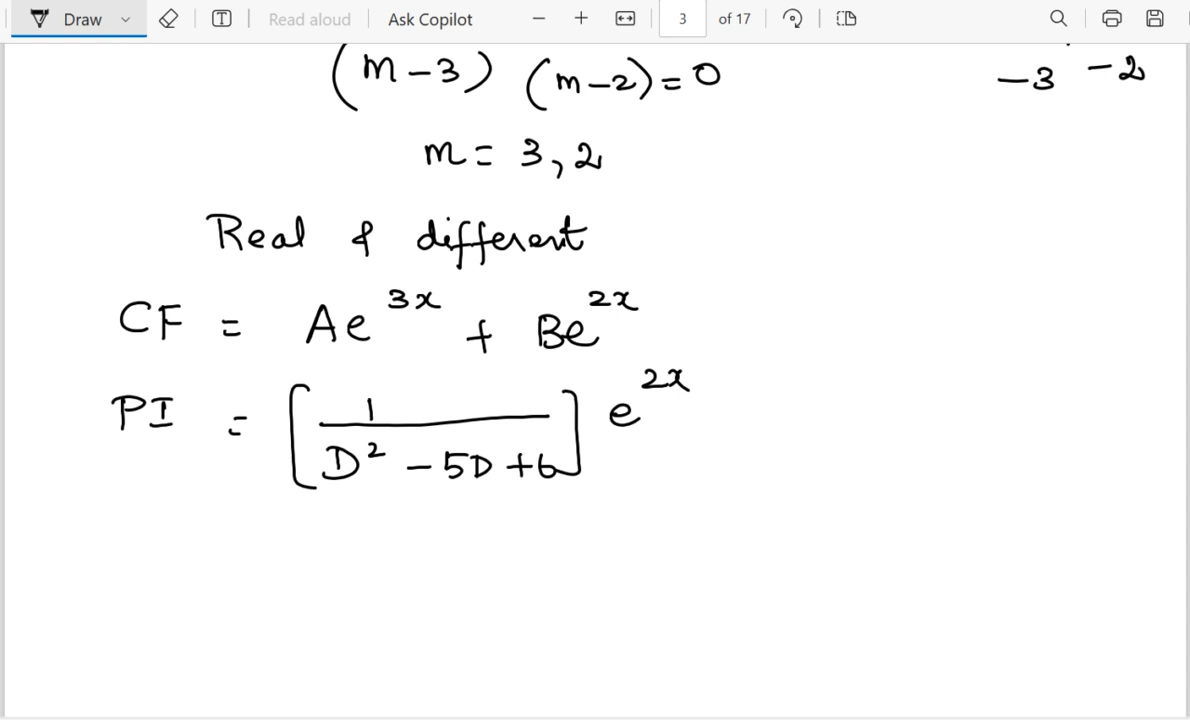 Draw Read aloud Ask Copilot − + 3 of 17
(m-3) (m-2)=0 -3 -2
m = 3, 2
Real & different
CF = Ae^{3x} + Be^{2x}
PI = [1/(D^2 - 5D + 6)] e^{2x}